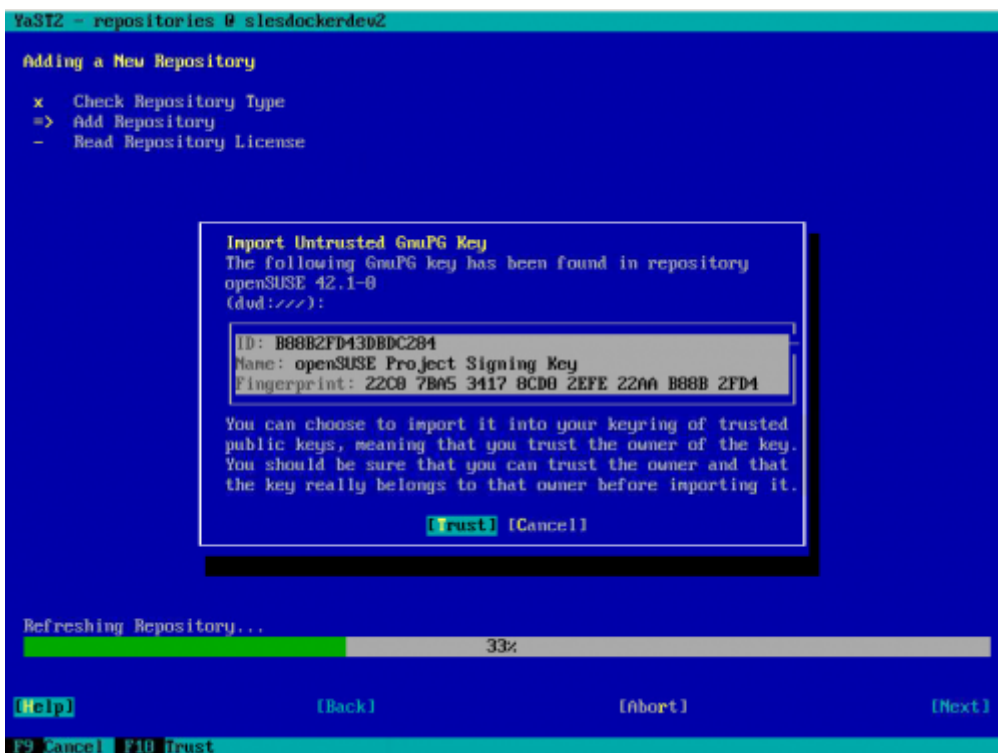 YaST2 - repositories @ slesdockerdev2
Adding a New Repository
x Check Repository Type
=> Add Repository
- Read Repository License
Import Untrusted GnuPG Key
The following GnuPG key has been found in repository
openSUSE 42.1-0
(dvd:///):
ID: B88B2FD43DBDC284
Name: openSUSE Project Signing Key
Fingerprint: 22C0 7BA5 3417 8CD0 2EFE 22AA B88B 2FD4
You can choose to import it into your keyring of trusted
public keys, meaning that you trust the owner of the key.
You should be sure that you can trust the owner and that
the key really belongs to that owner before importing it.
[Trust] [Cancel]
Refreshing Repository...
33%
[Help] [Back] [Abort] [Next]
F9 Cancel F10 Trust